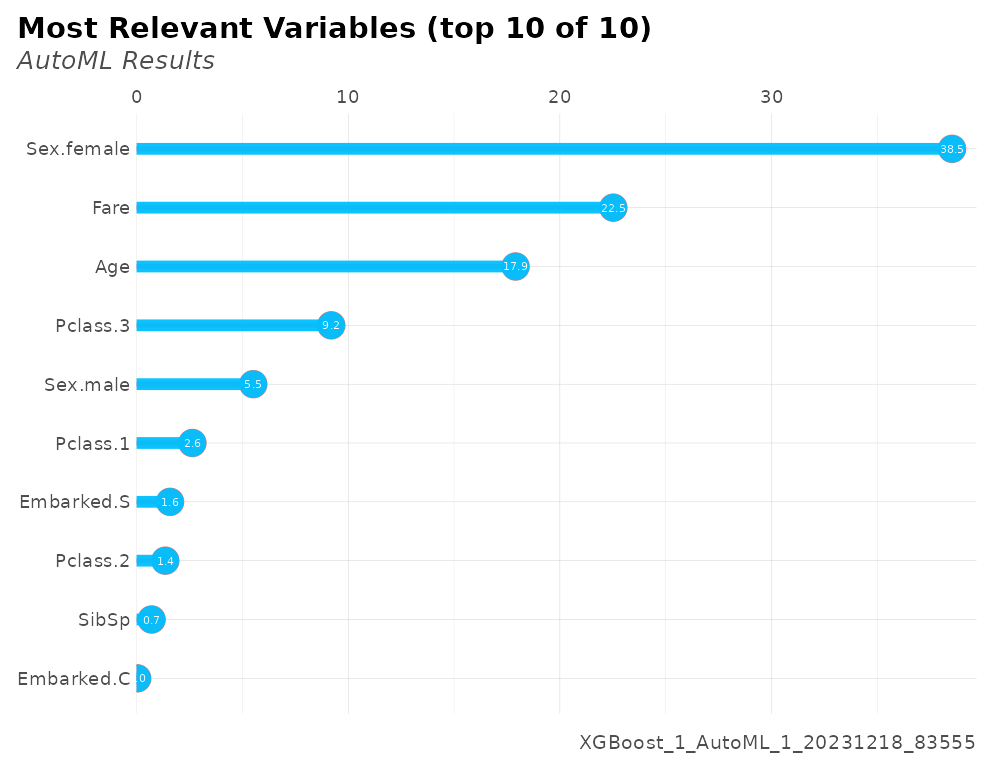 Most Relevant Variables (top 10 of 10)
AutoML Results
0 10 20 30
Sex.female 38.5
Fare 22.5
Age 17.9
Pclass.3 9.2
Sex.male 5.5
Pclass.1 2.6
Embarked.S 1.6
Pclass.2 1.4
SibSp 0.7
Embarked.C
XGBoost_1_AutoML_1_20231218_83555